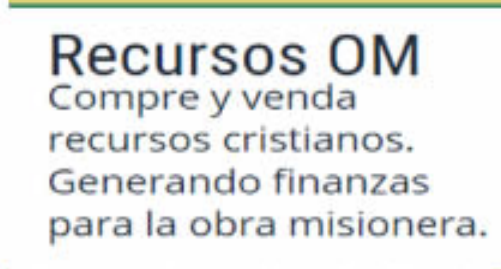 Recursos OM
Compre y venda
recursos cristianos.
Generando finanzas
para la obra misionera.